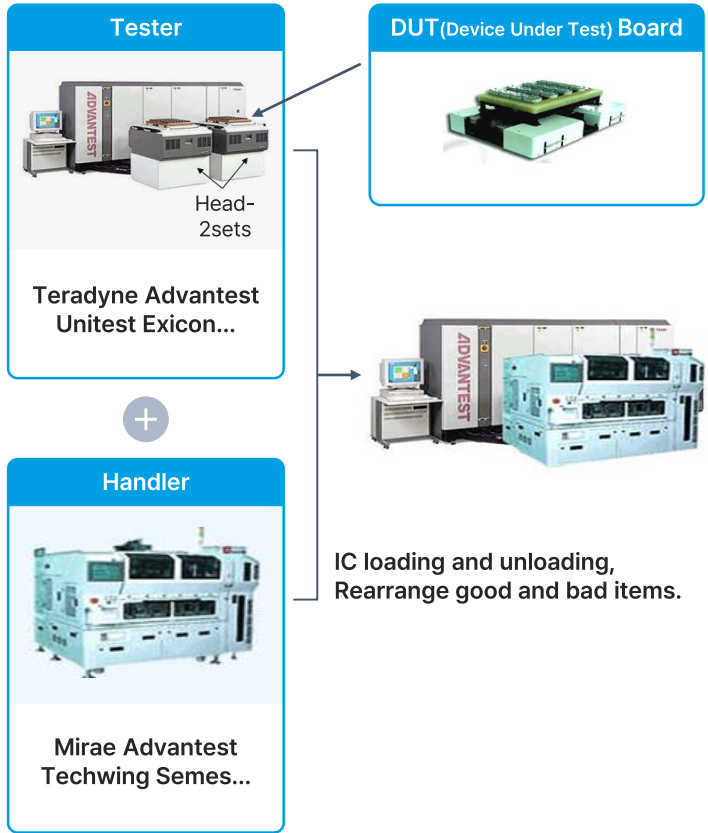 Tester
DUT(Device Under Test) Board
ADVANTEST
Head-
2sets
Teradyne Advantest
Unitest Exicon...
ADVANTEST
Handler
IC loading and unloading,
Rearrange good and bad items.
Mirae Advantest
Techwing Semes...